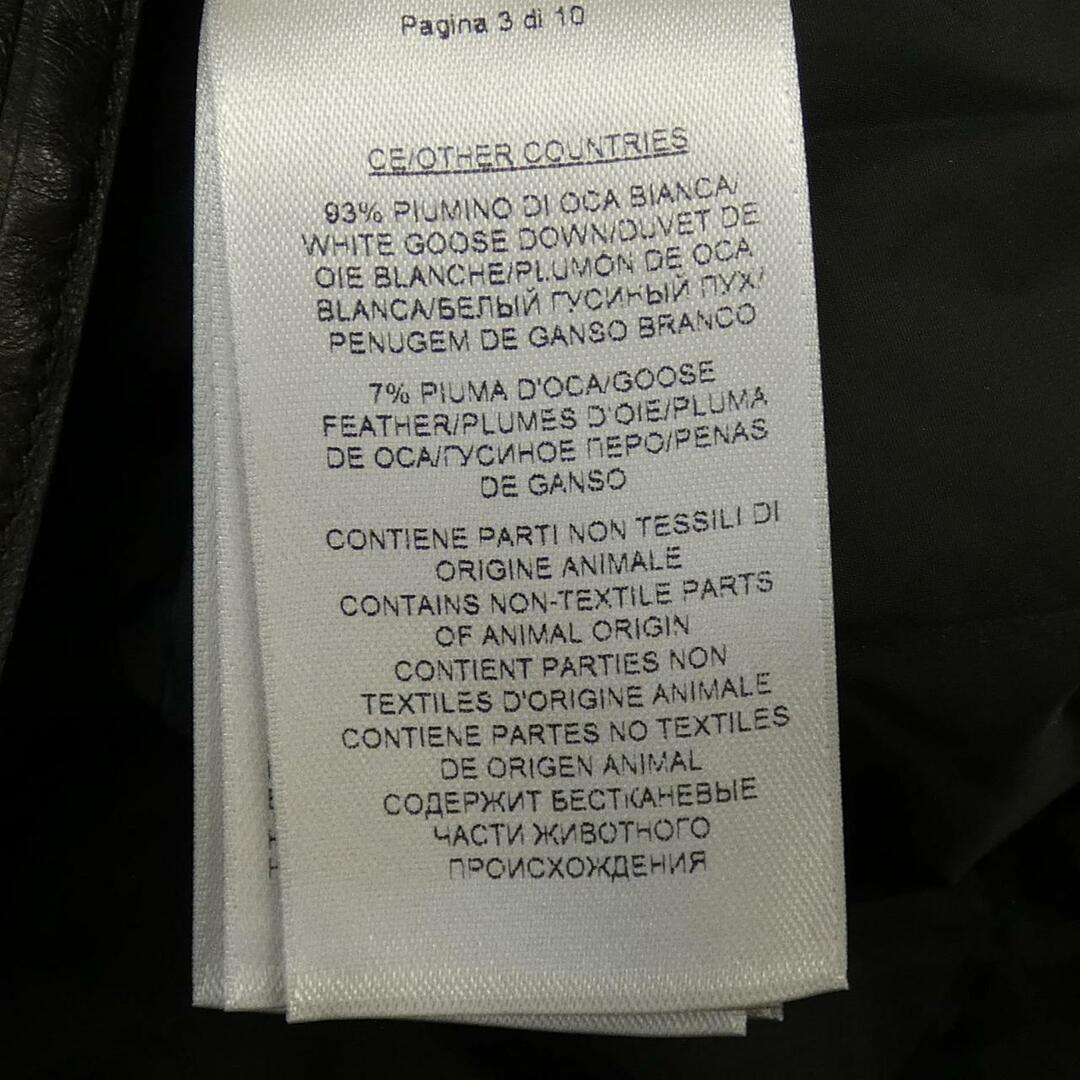 Pagina 3 di 10
CE/OTHER COUNTRIES
93% PIUMINO DI OCA BIANCA/
WHITE GOOSE DOWN/DUVET DE
OIE BLANCHE/PLUMÓN DE OCA
BLANCA/БЕЛЫЙ ГУСИНЫЙ ПУХ/
PENUGEM DE GANSO BRANCO
7% PIUMA D'OCA/GOOSE
FEATHER/PLUMES D'OIE/PLUMA
DE OCA/ГУСИНОЕ ПЕРО/PENAS
DE GANSO
CONTIENE PARTI NON TESSILI DI
ORIGINE ANIMALE
CONTAINS NON-TEXTILE PARTS
OF ANIMAL ORIGIN
CONTIENT PARTIES NON
TEXTILES D'ORIGINE ANIMALE
CONTIENE PARTES NO TEXTILES
DE ORIGEN ANIMAL
СОДЕРЖИТ БЕСТКАНЕВЫЕ
ЧАСТИ ЖИВОТНОГО
ПРОИСХОЖДЕНИЯ